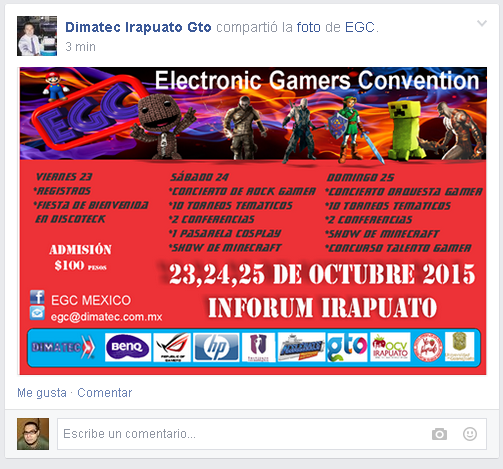 Dimatec Irapuato Gto compartió la foto de EGC.
3 min
EGC
Electronic Gamers Convention
VIERNES 23
*REGISTROS
*FIESTA DE BIENVENIDA
EN DISCOTECK
SÁBADO 24
*CONCIERTO DE ROCK GAMER
*10 TORNEOS TEMATICOS
*2 CONFERENCIAS
*1 PASARELA COSPLAY
*SHOW DE MINECRAFT
DOMINGO 25
*CONCIERTO ORQUESTA GAMER
*10 TORNEOS TEMATICOS
*2 CONFERENCIAS
*SHOW DE MINECRAFT
*CONCURSO TALENTO GAMER
ADMISIÓN
$100 PESOS
23,24,25 DE OCTUBRE 2015
INFORUM IRAPUATO
EGC MEXICO
egc@dimatec.com.mx
DIMATEC
BenQ
REPUBLIC OF
GAMERS
hp
gto
OCV
IRAPUATO
Me gusta · Comentar
Escribe un comentario...